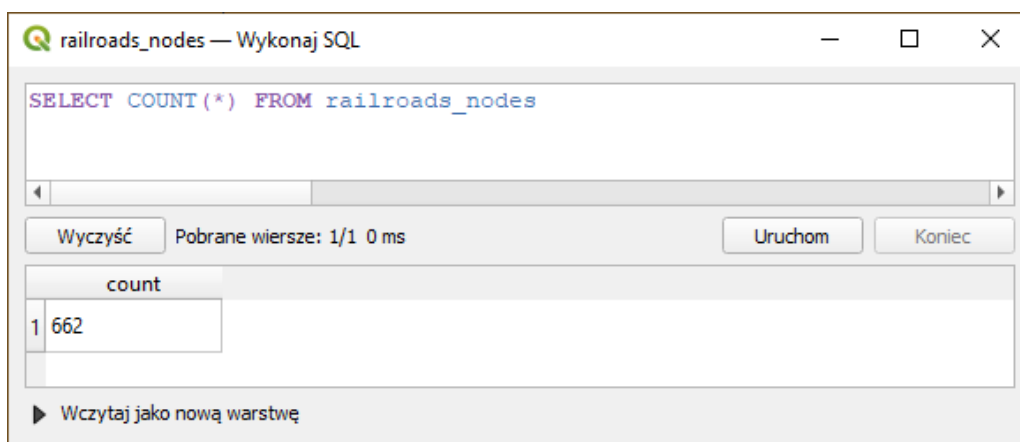 railroads_nodes — Wykonaj SQL
SELECT COUNT(*) FROM railroads_nodes
Wyczyść Pobrane wiersze: 1/1 0 ms Uruchom Koniec
count
1 662
Wczytaj jako nową warstwę